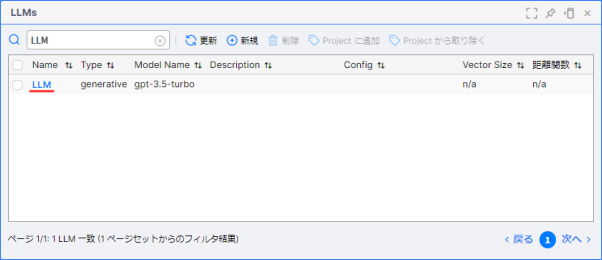 LLMs
LLM 更新 新規 削除 Project に追加 Project から取り除く
Name Type Model Name Description Config Vector Size 距離関数
LLM generative gpt-3.5-turbo n/a n/a
ページ 1/1: 1 LLM 一致 (1 ページセットからのフィルタ結果) 戻る 1 次へ